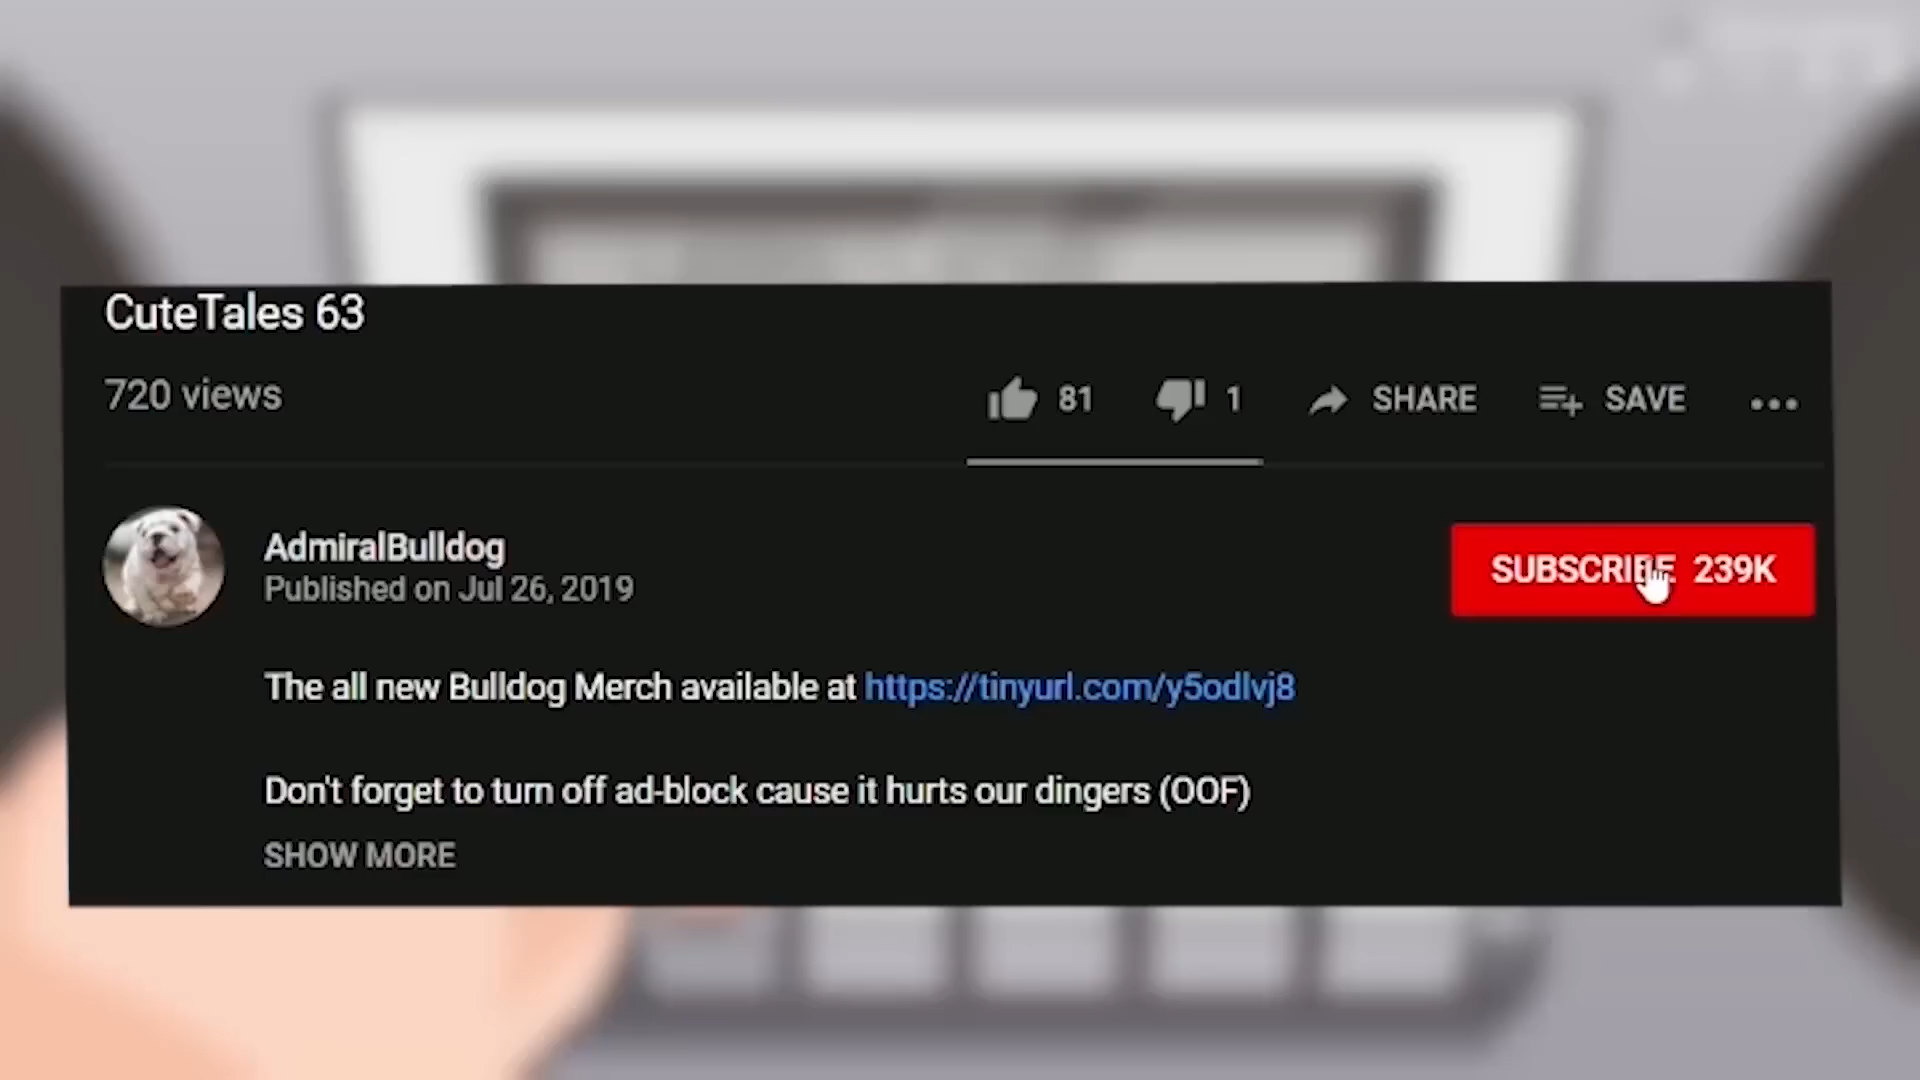 CuteTales 63
720 views
81 1 SHARE SAVE
AdmiralBulldog
Published on Jul 26, 2019
SUBSCRIBE 239K
The all new Bulldog Merch available at https://tinyurl.com/y5odlvj8
Don't forget to turn off ad-block cause it hurts our dingers (OOF)
SHOW MORE